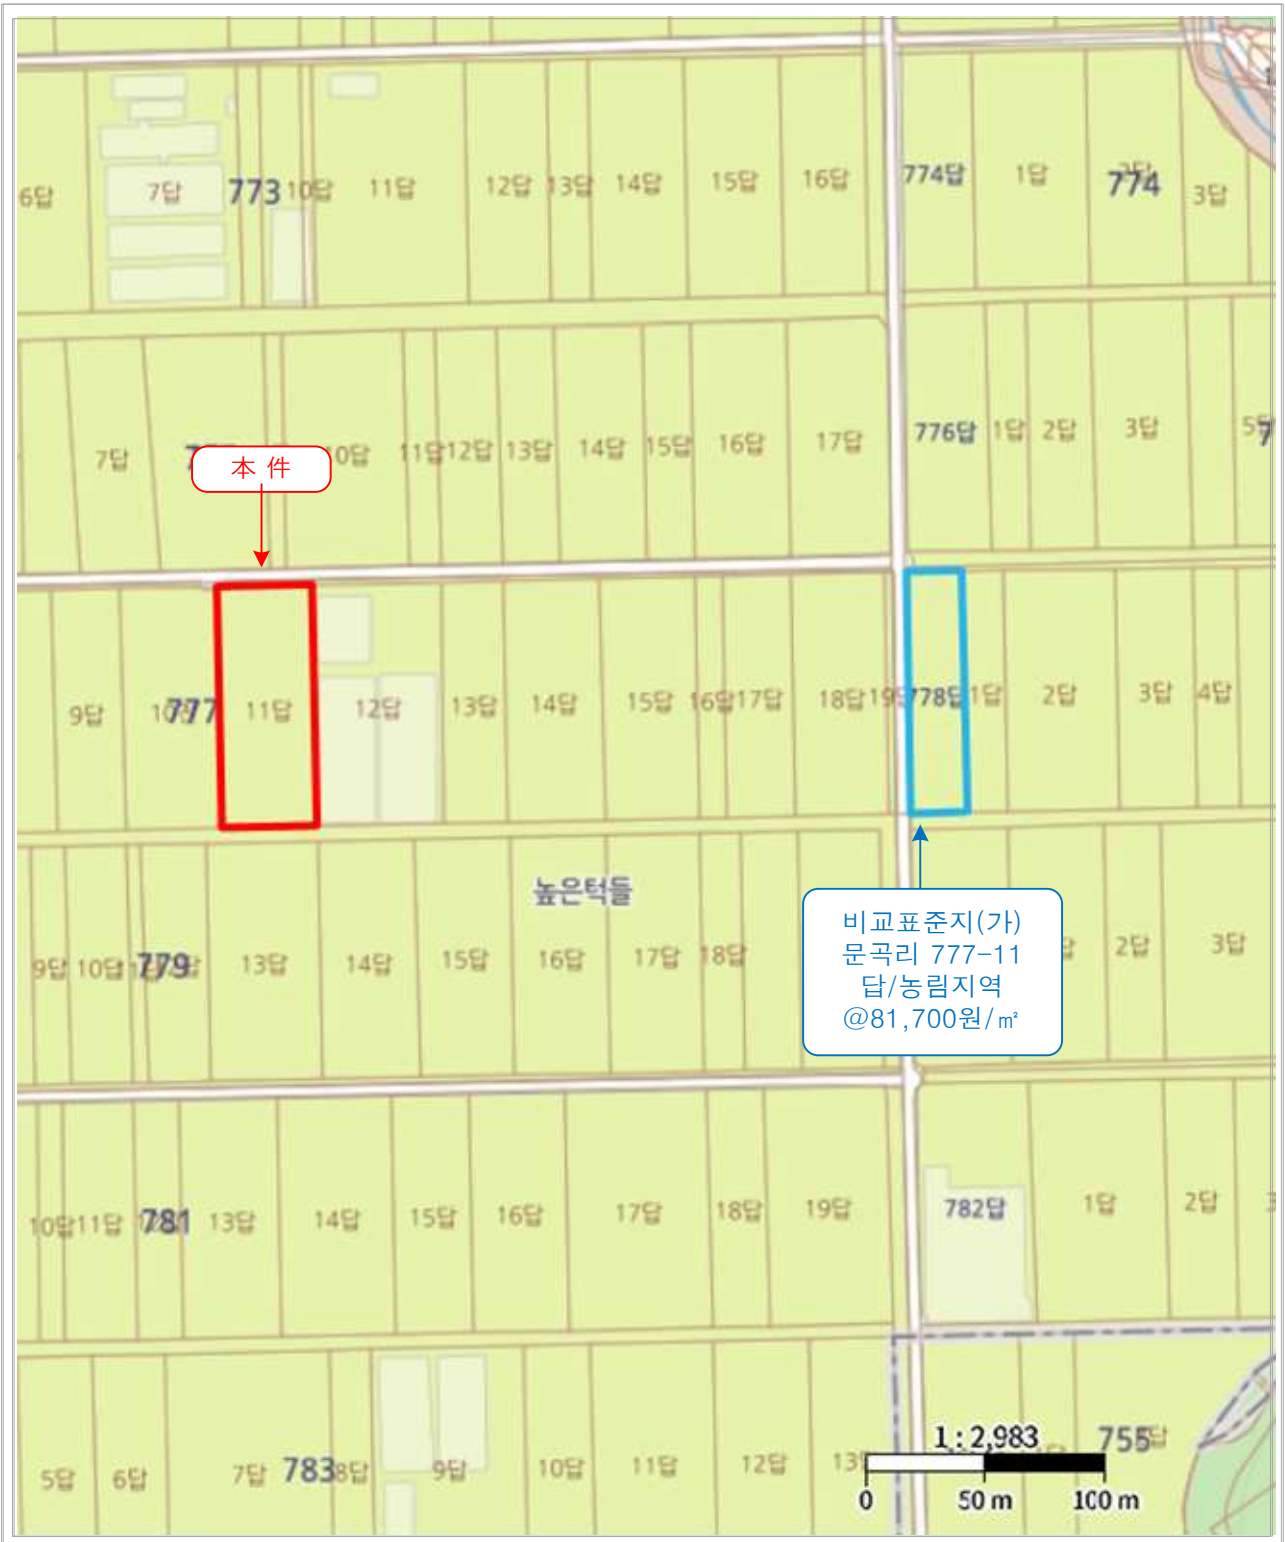 6답
7답
773
10답
11답
12답
13답
14답
15답
16답
774답
1답
774
3답
7답
本 件
11답
12답
13답
14답
15답
16답
17답
776답
1답
2답
3답
9답
777
11답
12답
13답
14답
15답
16답
17답
18답
778답
1답
2답
3답
4답
높은턱들
비교표준지(가)
문곡리 777-11
답/농림지역
@81,700원/㎡
9답
10답
779
13답
14답
15답
16답
17답
18답
2답
3답
10답
11답
781
13답
14답
15답
16답
17답
18답
19답
782답
1답
2답
5답
6답
7답
783
8답
9답
10답
11답
12답
755
1 : 2,983
0
50 m
100 m